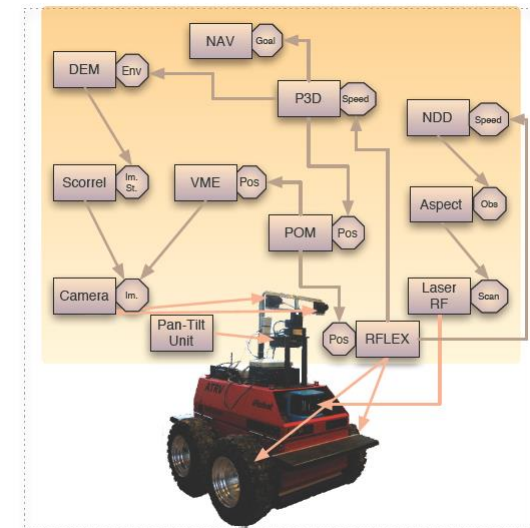 NAV
Goal
DEM
Env
P3D
Speed
NDD
Speed
Scorrel
Im.
St.
VME
Pos
Aspect
Obs
POM
Pos
Camera
Im.
Laser
RF
Scan
Pan-Tilt
Unit
Pos
RFLEX
ATRV